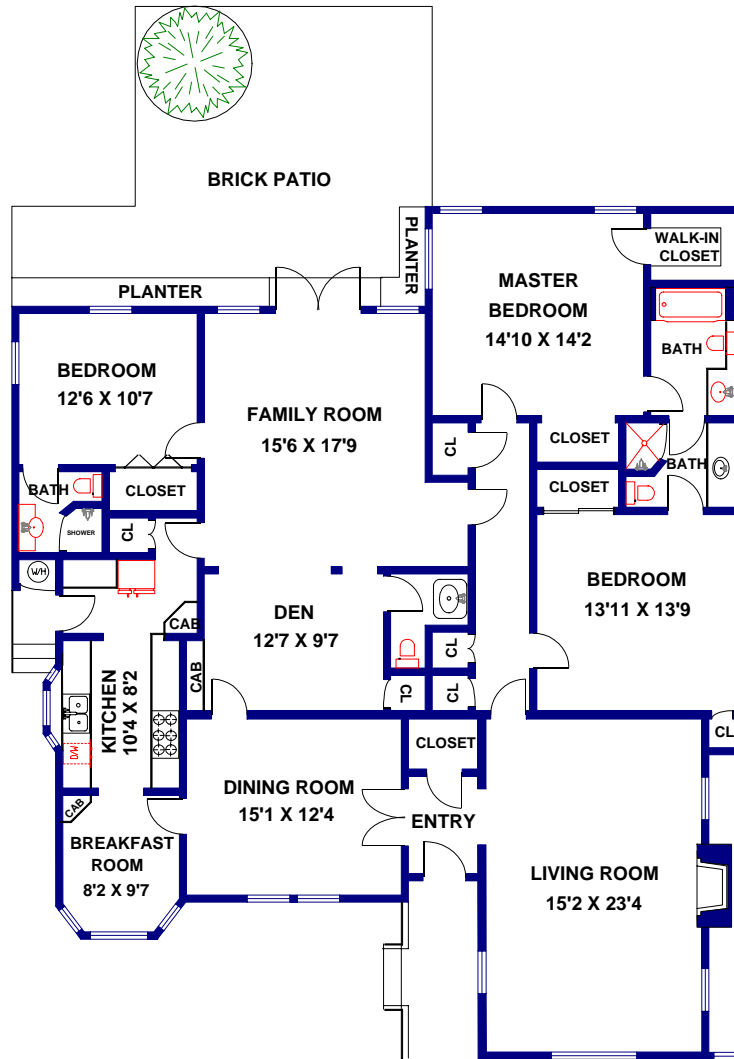 BRICK PATIO
PLANTER
PLANTER
WALK-IN
CLOSET
MASTER
BEDROOM
14'10 X 14'2
BATH
BEDROOM
12'6 X 10'7
FAMILY ROOM
15'6 X 17'9
CL
CLOSET
BATH
CLOSET
BATH
CLOSET
SHOWER
CL
W/H
BEDROOM
13'11 X 13'9
DEN
12'7 X 9'7
CAB
CAB
CL
CL
CL
KITCHEN
10'4 X 8'2
D/W
CLOSET
CL
DINING ROOM
15'1 X 12'4
CAB
ENTRY
BREAKFAST
ROOM
8'2 X 9'7
LIVING ROOM
15'2 X 23'4